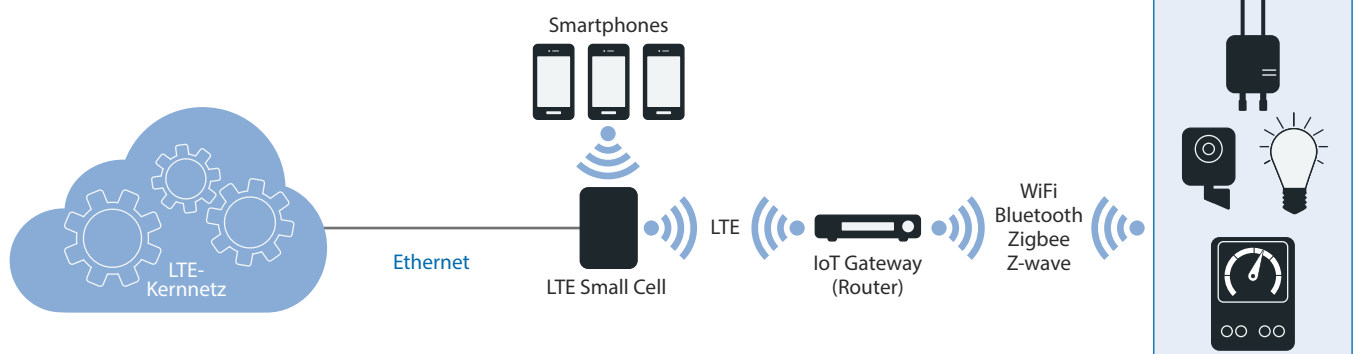 Smartphones
LTE-
Kernnetz
Ethernet
LTE Small Cell
LTE
IoT Gateway
(Router)
WiFi
Bluetooth
Zigbee
Z-wave